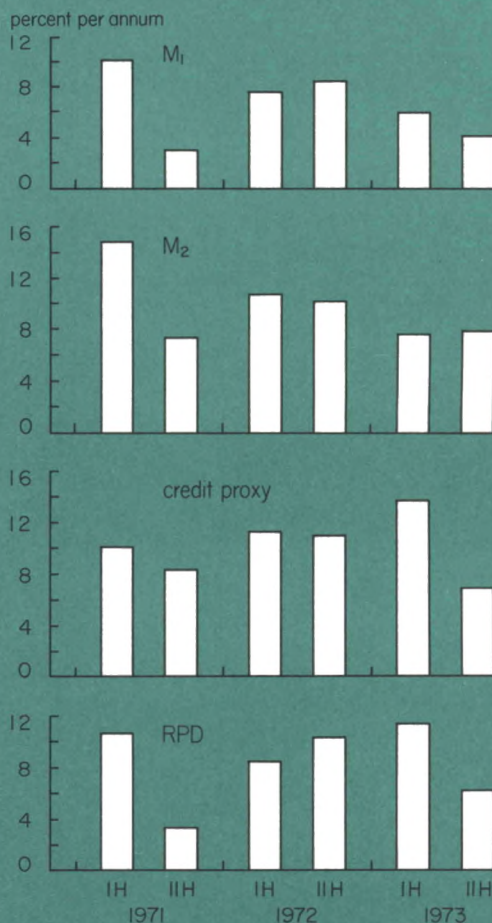 percent per annum
12
M₁
8
4
0
16
M₂
12
8
4
0
16
credit proxy
12
8
4
0
12
RPD
8
4
0
IH IIH IH IIH IH IIH
1971 1972 1973